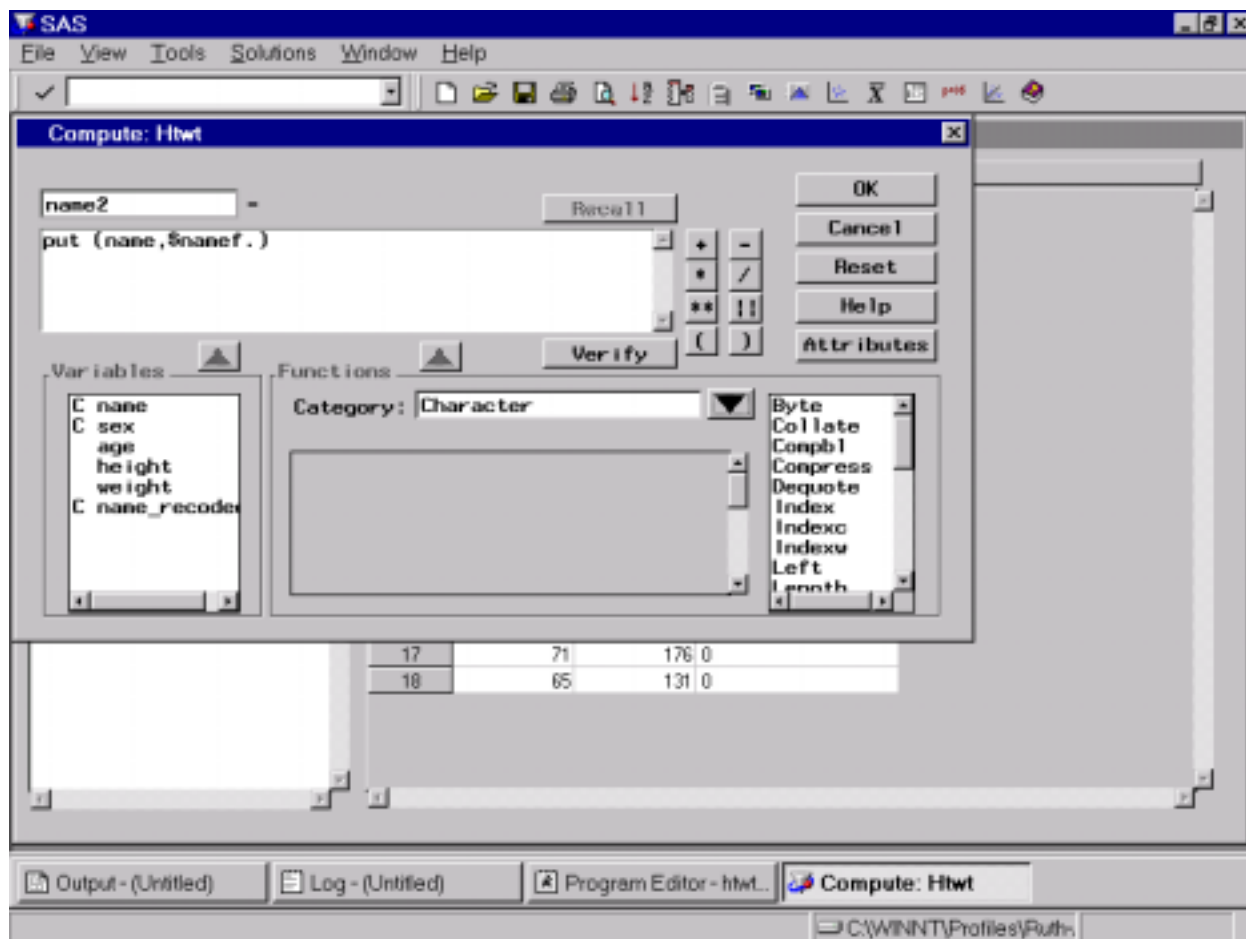 SAS
File View Tools Solutions Window Help
Compute: Htwt
name2 =
Recall
OK
put (name,$namef.)
+ -
Cancel
* /
Reset
** ||
Help
( )
Verify
Attributes
Variables
Functions
C name
C sex
age
height
weight
C name_recoded
Category: Character
Byte
Collate
Compbl
Compress
Dequote
Index
Indexc
Indexw
Left
Length
17 71 176 0
18 65 131 0
Output - (Untitled)
Log - (Untitled)
Program Editor - htwt...
Compute: Htwt
C:\WINNT\Profiles\Ruth